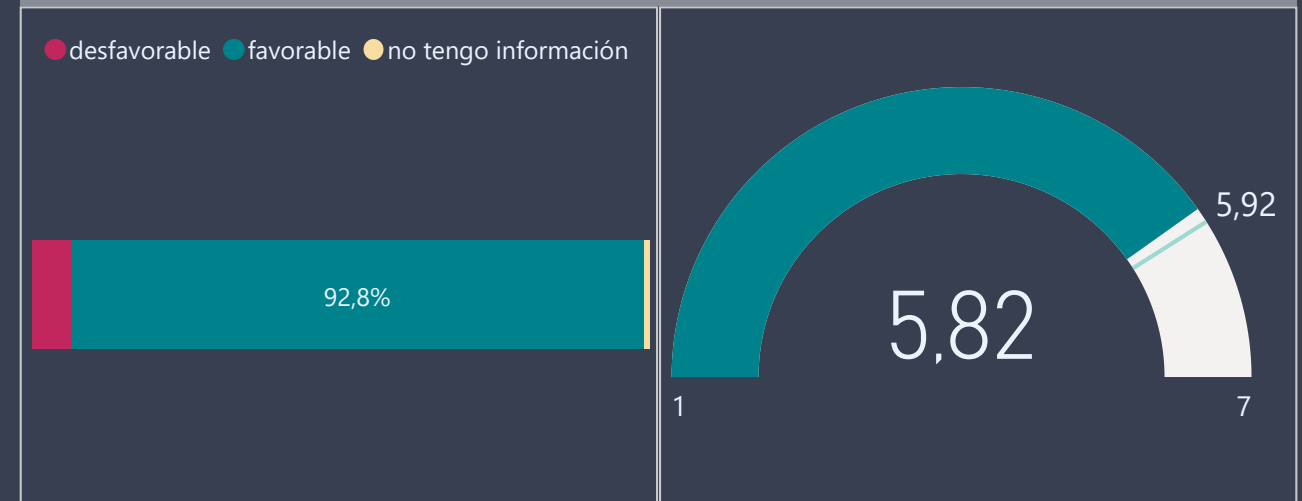 desfavorable favorable no tengo información
92,8%
5,92
5,82
1 7